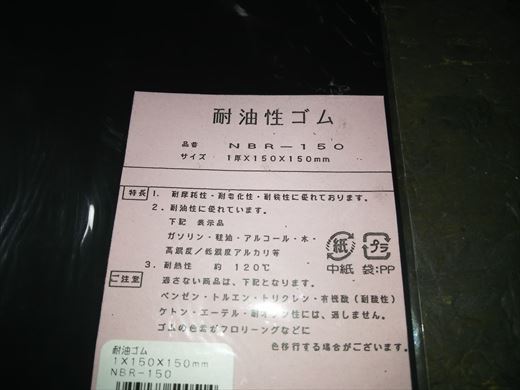 耐油性ゴム
品番 NBR-150
サイズ 1厚X150X150mm
特長 1. 耐摩耗性・耐老化性・耐候性に優れております。
2. 耐油性に優れています。
下記 表示品
ガソリン・軽油・アルコール・水・
高濃度/低濃度アルカリ等
3. 耐熱性 約 120℃
紙 プラ
中紙 袋:PP
ご注意 適さない商品は、下記となります。
ベンゼン・トルエン・トリクレン・有機酸(耐酸性)
ケトン・エーテル・耐オゾン性には、適しません。
ゴムの色素がフロリーングなどに
色移行する場合がございます。
耐油ゴム
1X150X150mm
NBR-150